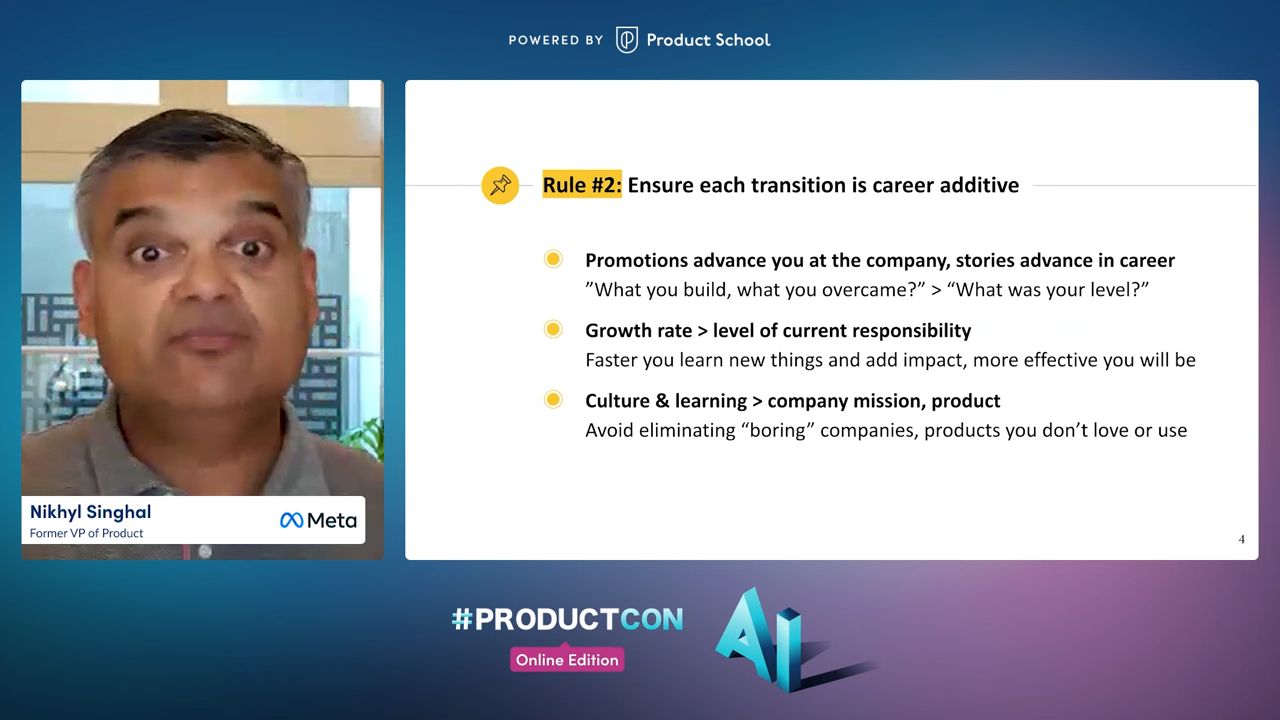 POWERED BY Product School
Rule #2: Ensure each transition is career additive
Promotions advance you at the company, stories advance in career
”What you build, what you overcame?” > “What was your level?”
Growth rate > level of current responsibility
Faster you learn new things and add impact, more effective you will be
Culture & learning > company mission, product
Avoid eliminating “boring” companies, products you don’t love or use
4
Nikhyl Singhal
Former VP of Product
Meta
#PRODUCTCON
Online Edition
AI